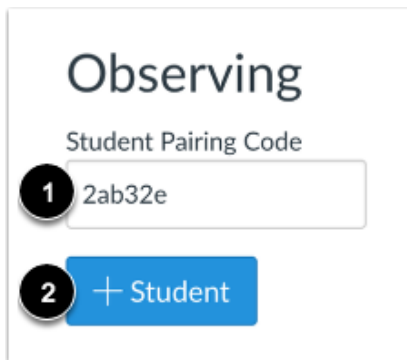 Observing
Student Pairing Code
1 2ab32e
2 + Student